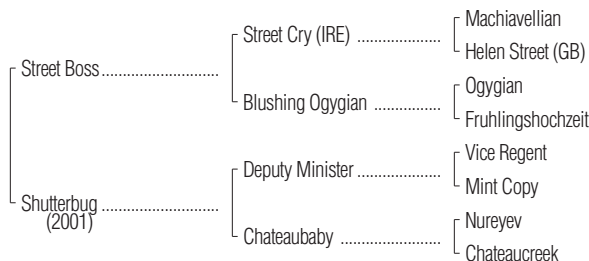 Machiavellian
Street Cry (IRE) ....................
Helen Street (GB)
Street Boss............................
Ogygian
Blushing Ogygian ................
Fruhlingshochzeit
Vice Regent
Deputy Minister ....................
Mint Copy
Shutterbug ............................
(2001)
Nureyev
Chateaubaby ........................
Chateaucreek